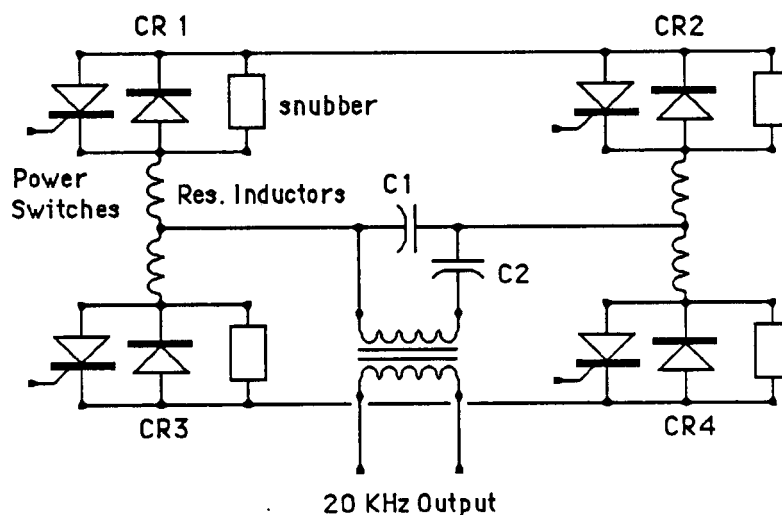 CR 1
CR2
snubber
Power
Switches
Res. Inductors
C1
C2
CR3
CR4
20 KHz Output